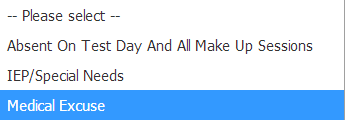 -- Please select --
Absent On Test Day And All Make Up Sessions
IEP/Special Needs
Medical Excuse